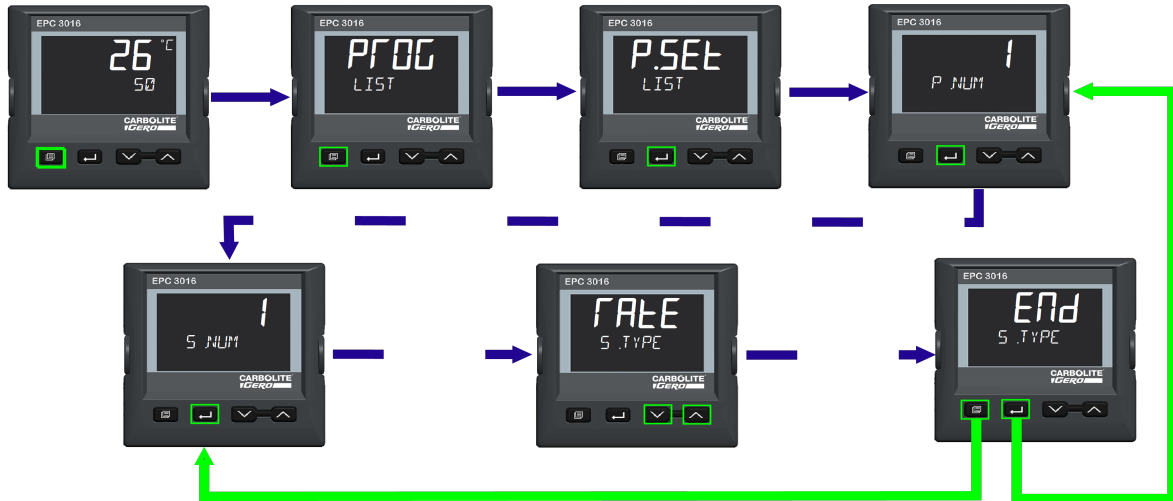 EPC 3016
26 °C
50
CARBOLITE
GERO
EPC 3016
PrOG
LIST
CARBOLITE
GERO
EPC 3016
P.SEt
LIST
CARBOLITE
GERO
EPC 3016
1
P.NUM
CARBOLITE
GERO
EPC 3016
1
S.NUM
CARBOLITE
GERO
EPC 3016
rAtE
S.TYPE
CARBOLITE
GERO
EPC 3016
End
S.TYPE
CARBOLITE
GERO